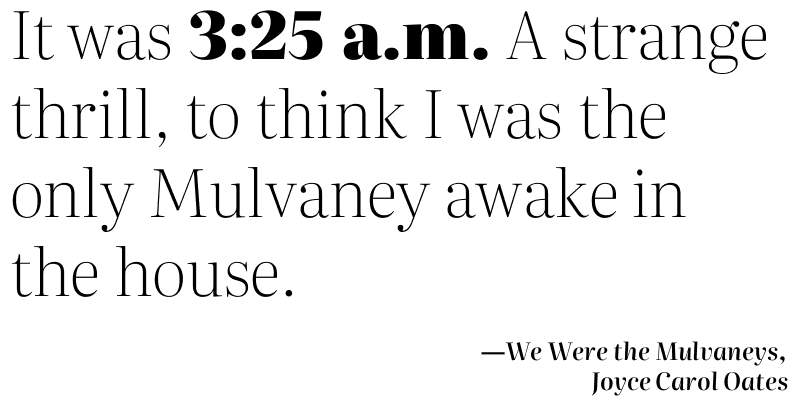 It was 3:25 a.m. A strange
thrill, to think I was the
only Mulvaney awake in
the house.
—We Were the Mulvaneys,
Joyce Carol Oates